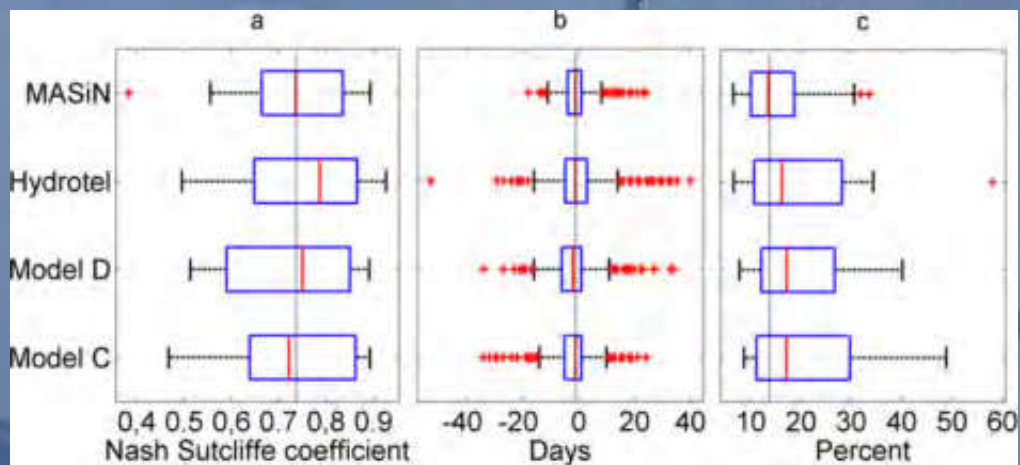 a b c
MASiN
Hydrotel
Model D
Model C
0,4 0,5 0,6 0,7 0,8 0.9 -40 -20 0 20 40 10 20 30 40 50 60
Nash Sutcliffe coefficient Days Percent